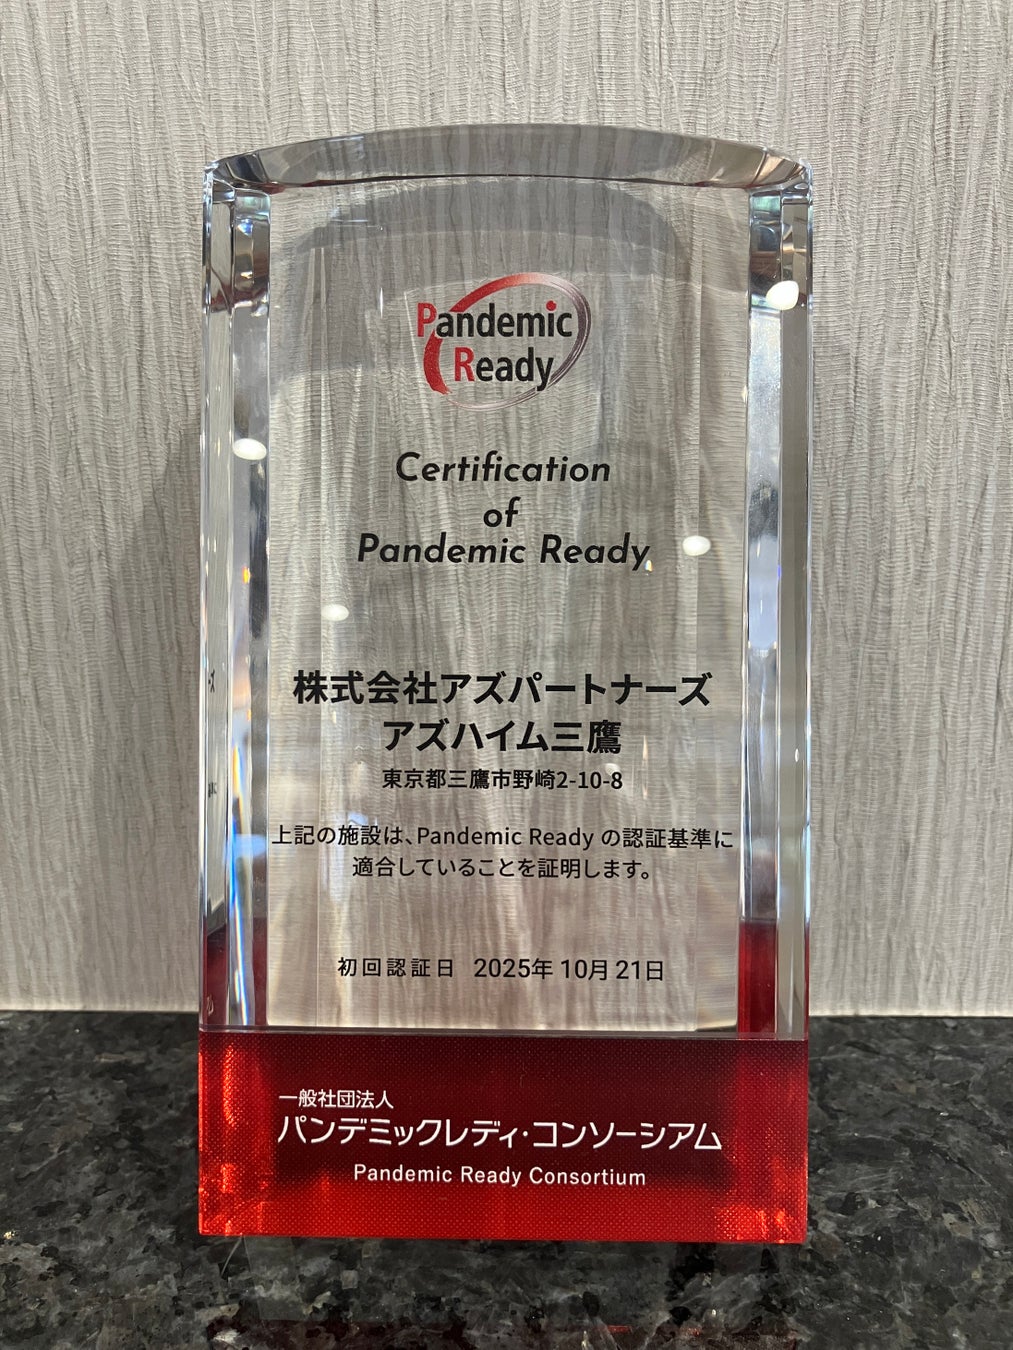 Pandemic
Ready
Certification
of
Pandemic Ready
株式会社アズパートナーズ
アズハイム三鷹
東京都三鷹市野崎2-10-8
上記の施設は、Pandemic Ready の認証基準に
適合していることを証明します。
初回認証日 2025年 10月 21日
一般社団法人
パンデミックレディ・コンソーシアム
Pandemic Ready Consortium